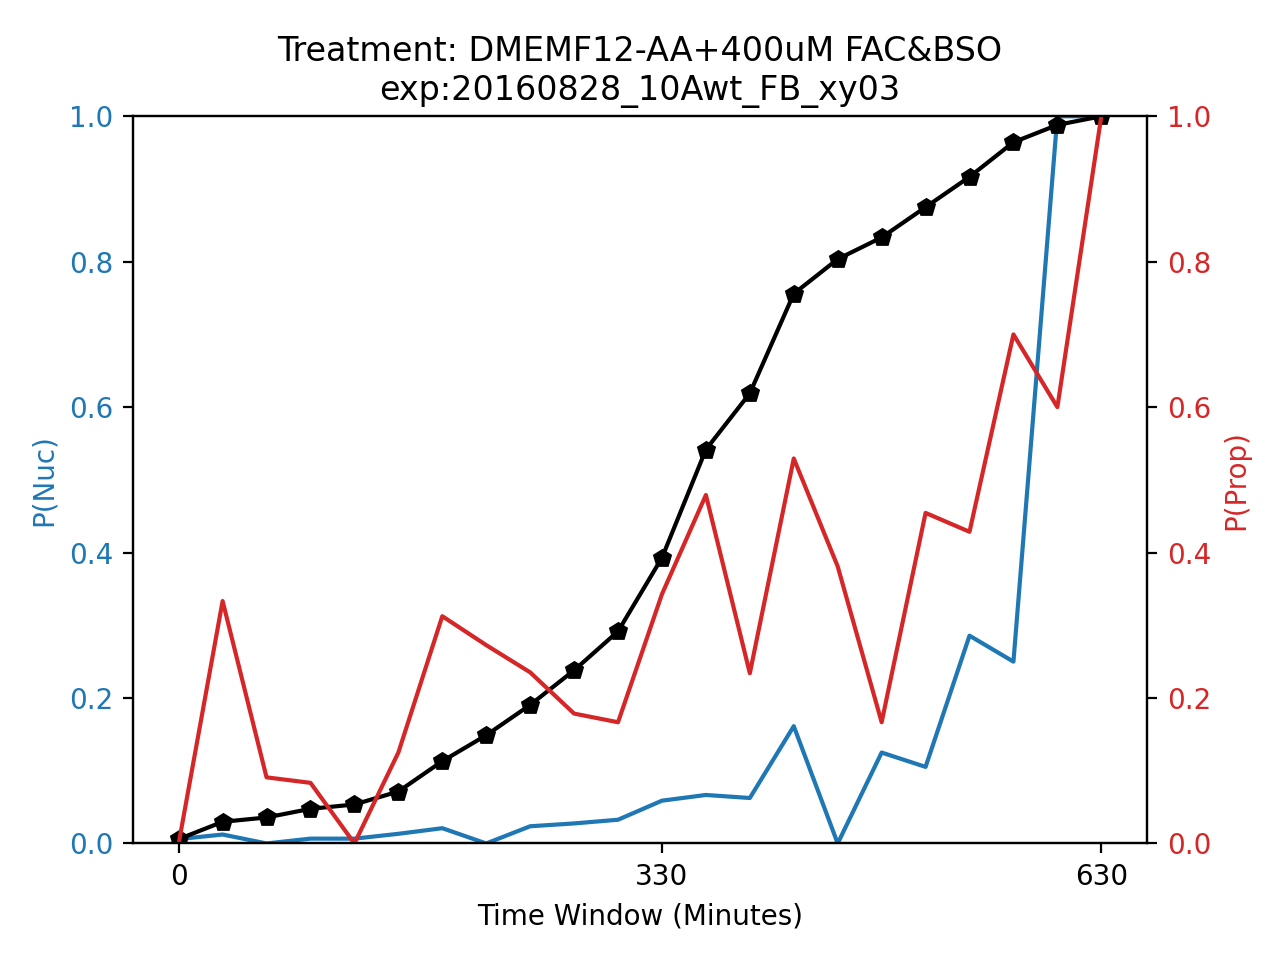 Treatment: DMEMF12-AA+400uM FAC&BSO
exp:20160828_10Awt_FB_xy03
1.0
0.8
0.6
0.4
0.2
0.0
P(Nuc)
1.0
0.8
0.6
0.4
0.2
0.0
P(Prop)
0 330 630
Time Window (Minutes)